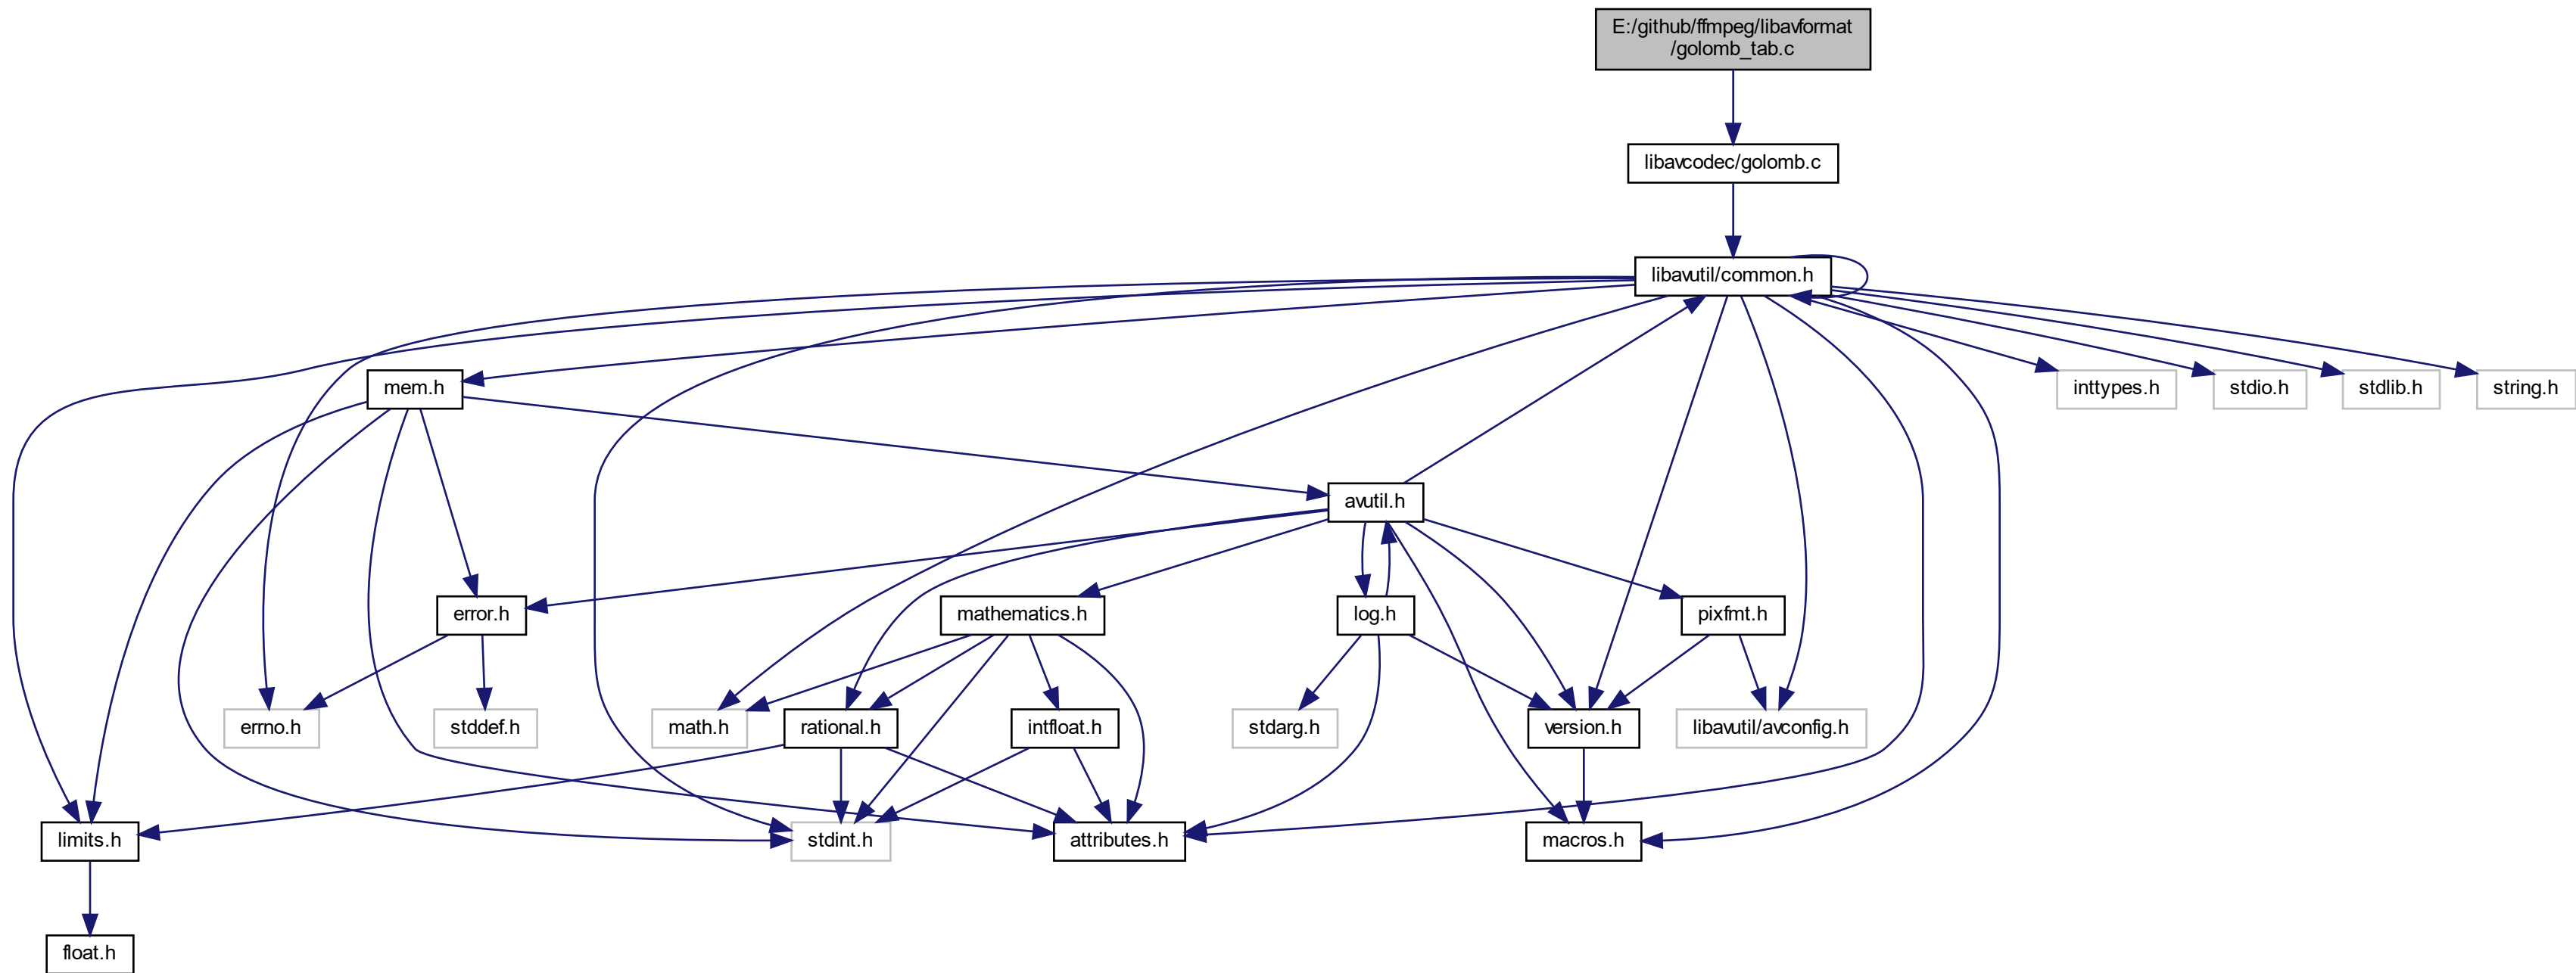 E:/github/ffmpeg/libavformat
/golomb_tab.c
libavcodec/golomb.c
libavutil/common.h
mem.h
inttypes.h
stdio.h
stdlib.h
string.h
avutil.h
error.h
mathematics.h
log.h
pixfmt.h
errno.h
stddef.h
math.h
rational.h
intfloat.h
stdarg.h
version.h
libavutil/avconfig.h
limits.h
stdint.h
attributes.h
macros.h
float.h